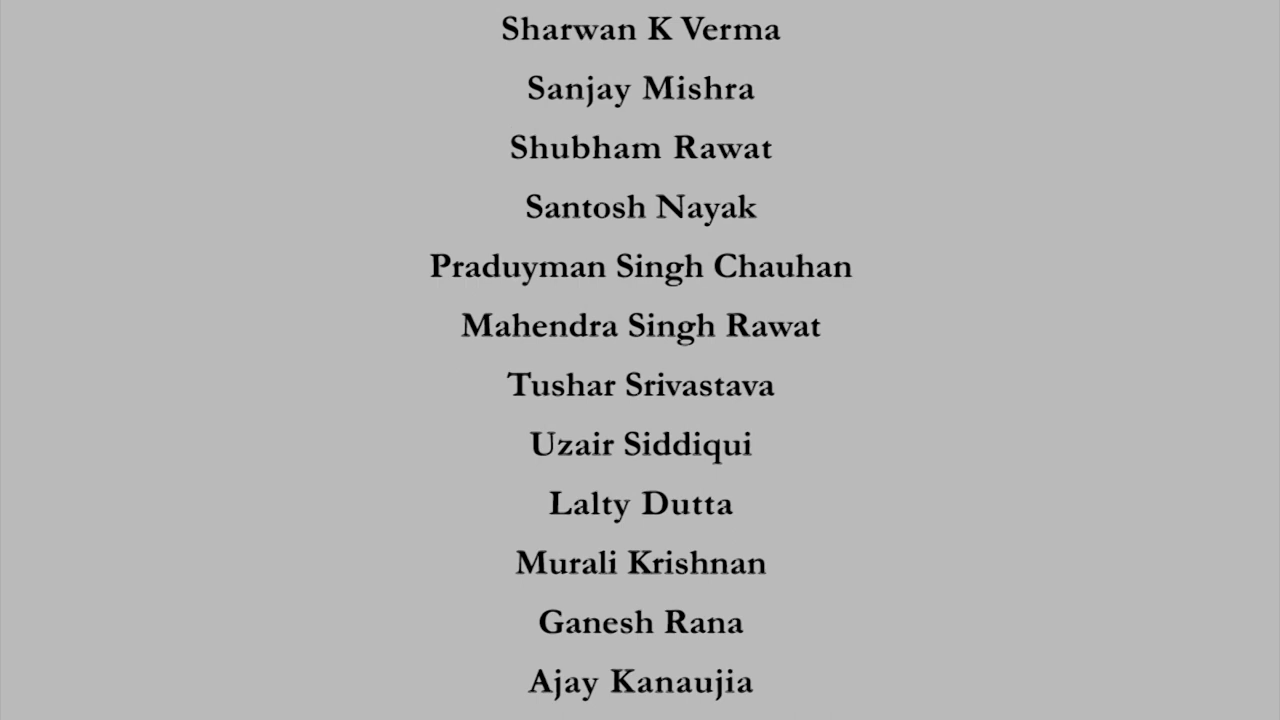 Sharwan K Verma
Sanjay Mishra
Shubham Rawat
Santosh Nayak
Praduyman Singh Chauhan
Mahendra Singh Rawat
Tushar Srivastava
Uzair Siddiqui
Lalty Dutta
Murali Krishnan
Ganesh Rana
Ajay Kanaujia